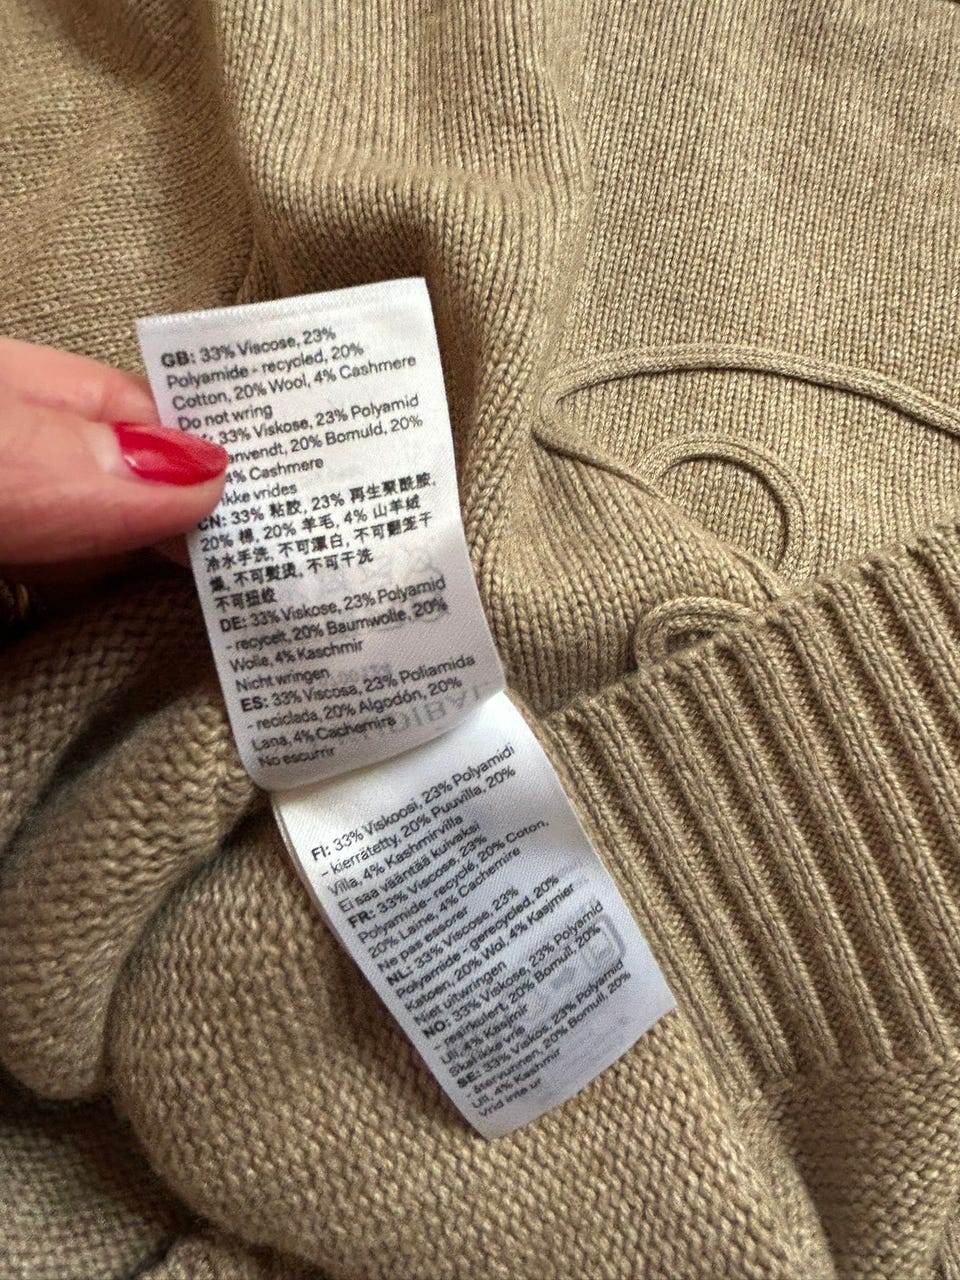 GB: 33% Viscose, 23%
Polyamide - recycled, 20%
Cotton, 20% Wool, 4% Cashmere
Do not wring
33% Viskose, 23% Polyamid
anvendt, 20% Bomuld, 20%
4% Cashmere
kke vrides
CN: 33% 粘胶, 23% 再生聚酰胺,
20% 棉, 20% 羊毛, 4% 山羊绒
冷水手洗, 不可漂白, 不可翻笼干
燥, 不可熨烫, 不可干洗
不可扭绞
DE: 33% Viskose, 23% Polyamid
- recycelt, 20% Baumwolle, 20%
Wolle, 4% Kaschmir
Nicht wringen
ES: 33% Viscosa, 23% Poliamida
- reciclada, 20% Algodón, 20%
Lana, 4% Cachemira
No escurrir
FI: 33% Viskoosi, 23% Polyamidi
- kierrätetty, 20% Puuvilla, 20%
Villa, 4% Kashmirvilla
Ei saa vääntää kuivaksi
FR: 33% Viscose, 23%
Polyamide - recyclé, 20% Coton,
20% Laine, 4% Cachemire
Ne pas essorer
NL: 33% Viscose, 23%
Polyamide - gerecycled, 20%
Katoen, 20% Wol, 4% Kasjmier
Niet uitwringen
NO: 33% Viskose, 23% Polyamid
- resirkulert, 20% Bomull, 20%
Ull, 4% Kasjmir
Skal ikke vris
SE: 33% Viskos, 23% Polyamid
- återvunnen, 20% Bomull, 20%
Ull, 4% Kashmir
Vrid inte ur